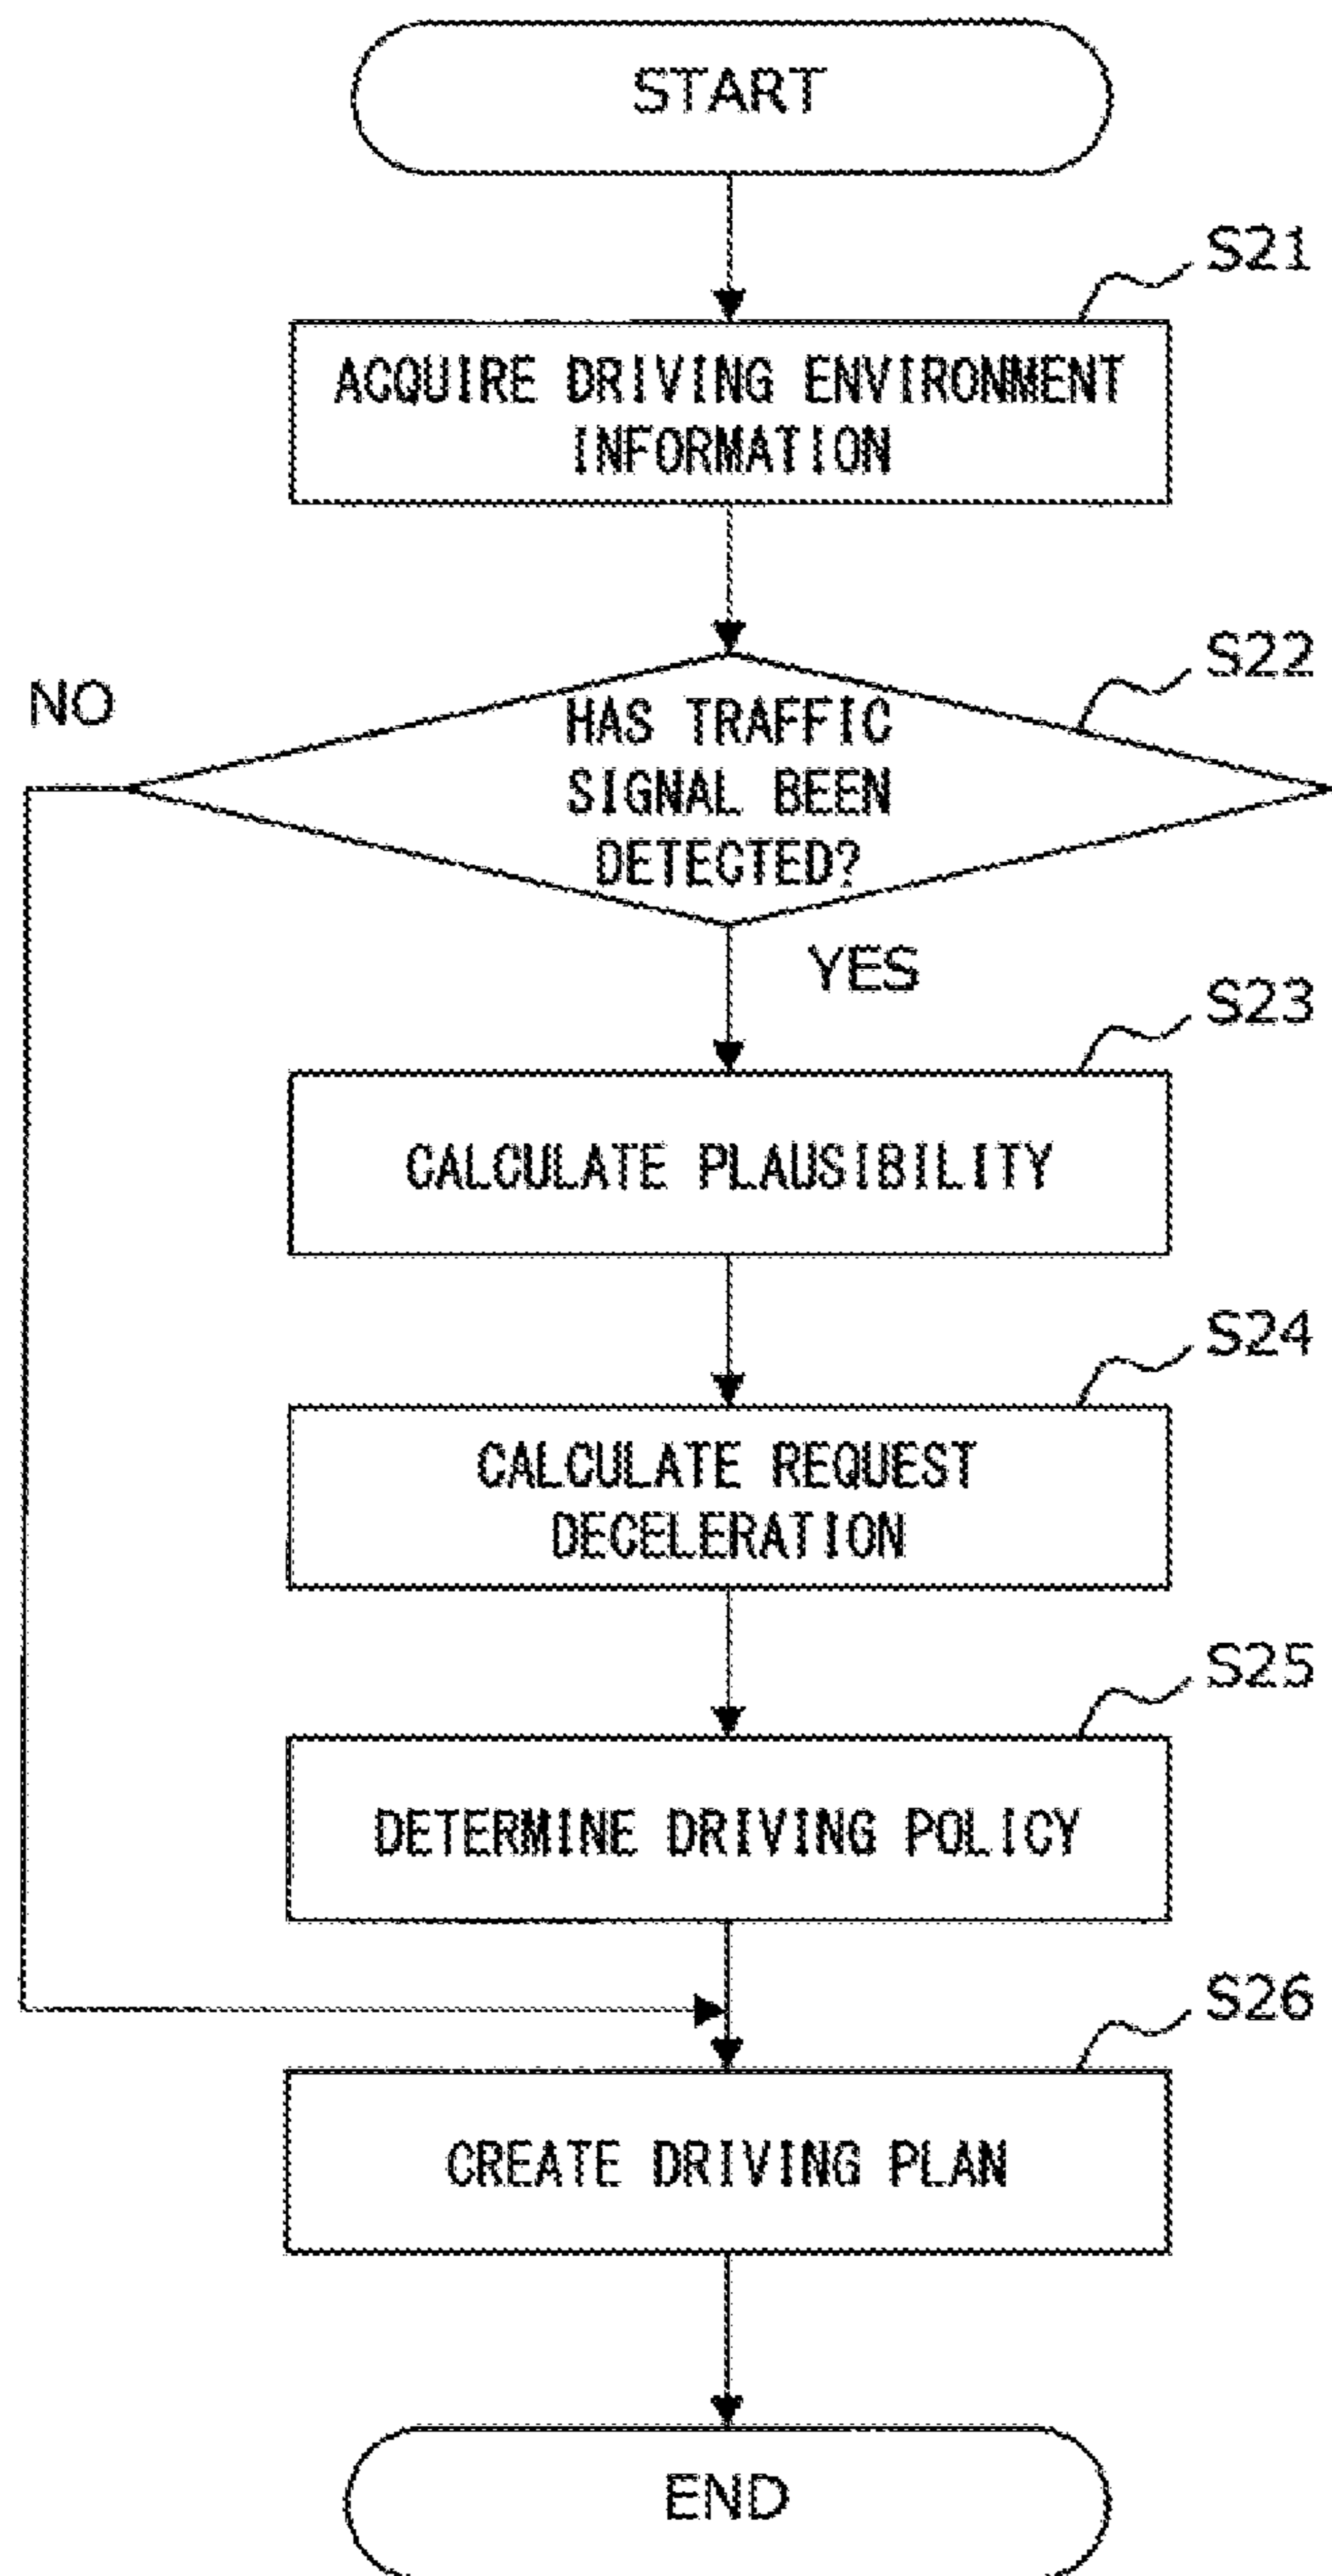 START
S21
ACQUIRE DRIVING ENVIRONMENT
INFORMATION
S22
NO
HAS TRAFFIC
SIGNAL BEEN
DETECTED?
YES
S23
CALCULATE PLAUSIBILITY
S24
CALCULATE REQUEST
DECELERATION
S25
DETERMINE DRIVING POLICY
S26
CREATE DRIVING PLAN
END